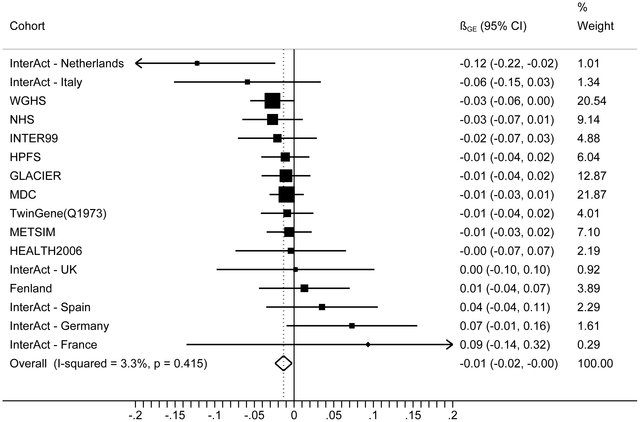 %
Cohort ßGE (95% CI) Weight
InterAct - Netherlands -0.12 (-0.22, -0.02) 1.01
InterAct - Italy -0.06 (-0.15, 0.03) 1.34
WGHS -0.03 (-0.06, 0.00) 20.54
NHS -0.03 (-0.07, 0.01) 9.14
INTER99 -0.02 (-0.07, 0.03) 4.88
HPFS -0.01 (-0.04, 0.02) 6.04
GLACIER -0.01 (-0.04, 0.02) 12.87
MDC -0.01 (-0.03, 0.01) 21.87
TwinGene(Q1973) -0.01 (-0.04, 0.02) 4.01
METSIM -0.01 (-0.03, 0.02) 7.10
HEALTH2006 -0.00 (-0.07, 0.07) 2.19
InterAct - UK 0.00 (-0.10, 0.10) 0.92
Fenland 0.01 (-0.04, 0.07) 3.89
InterAct - Spain 0.04 (-0.04, 0.11) 2.29
InterAct - Germany 0.07 (-0.01, 0.16) 1.61
InterAct - France 0.09 (-0.14, 0.32) 0.29
Overall (I-squared = 3.3%, p = 0.415) -0.01 (-0.02, -0.00) 100.00
-.2 -.15 -.1 -.05 0 .05 .1 .15 .2